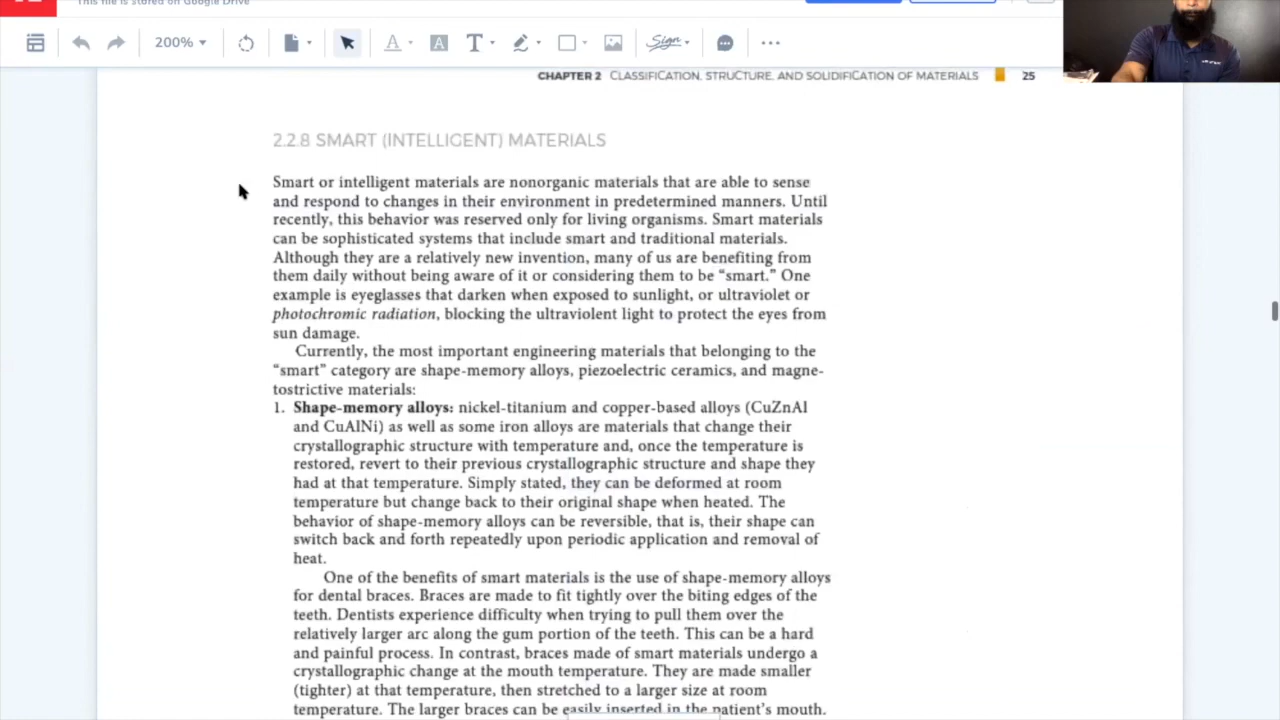 This file is stored on Google Drive
200%
Sign
CHAPTER 2 CLASSIFICATION, STRUCTURE, AND SOLIDIFICATION OF MATERIALS 25
2.2.8 SMART (INTELLIGENT) MATERIALS
Smart or intelligent materials are nonorganic materials that are able to sense
and respond to changes in their environment in predetermined manners. Until
recently, this behavior was reserved only for living organisms. Smart materials
can be sophisticated systems that include smart and traditional materials.
Although they are a relatively new invention, many of us are benefiting from
them daily without being aware of it or considering them to be “smart.” One
example is eyeglasses that darken when exposed to sunlight, or ultraviolet or
photochromic radiation, blocking the ultraviolent light to protect the eyes from
sun damage.
Currently, the most important engineering materials that belonging to the
“smart” category are shape-memory alloys, piezoelectric ceramics, and magne-
tostrictive materials:
1. Shape-memory alloys: nickel-titanium and copper-based alloys (CuZnAl
and CuAlNi) as well as some iron alloys are materials that change their
crystallographic structure with temperature and, once the temperature is
restored, revert to their previous crystallographic structure and shape they
had at that temperature. Simply stated, they can be deformed at room
temperature but change back to their original shape when heated. The
behavior of shape-memory alloys can be reversible, that is, their shape can
switch back and forth repeatedly upon periodic application and removal of
heat.
One of the benefits of smart materials is the use of shape-memory alloys
for dental braces. Braces are made to fit tightly over the biting edges of the
teeth. Dentists experience difficulty when trying to pull them over the
relatively larger arc along the gum portion of the teeth. This can be a hard
and painful process. In contrast, braces made of smart materials undergo a
crystallographic change at the mouth temperature. They are made smaller
(tighter) at that temperature, then stretched to a larger size at room
temperature. The larger braces can be easily inserted in the patient’s mouth.